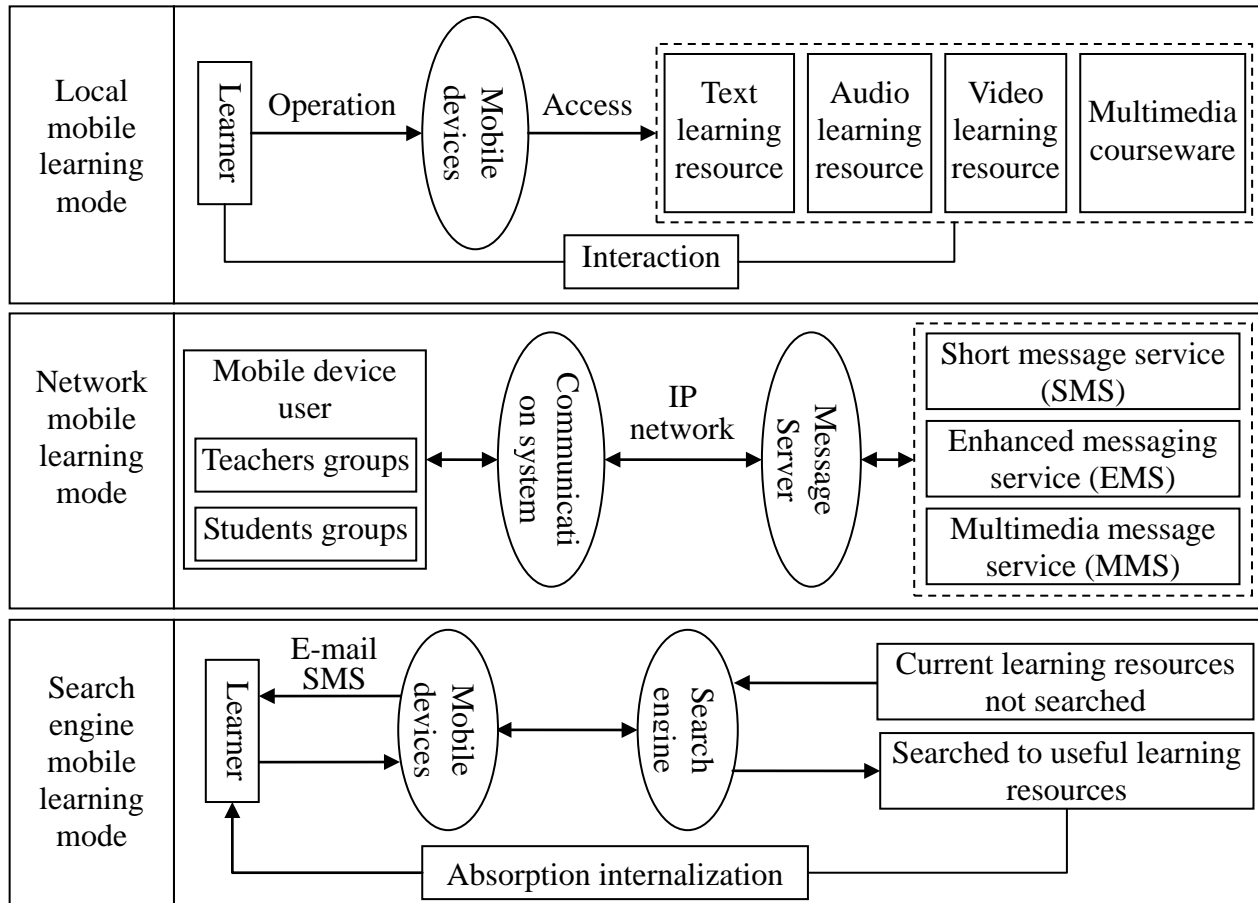 Local
mobile
learning
mode
Learner
Operation
Mobile
devices
Access
Text
learning
resource
Audio
learning
resource
Video
learning
resource
Multimedia
courseware
Interaction
Network
mobile
learning
mode
Mobile device
user
Teachers groups
Students groups
Communicati
on system
IP
network
Message
Server
Short message service
(SMS)
Enhanced messaging
service (EMS)
Multimedia message
service (MMS)
Search
engine
mobile
learning
mode
Learner
E-mail
SMS
Mobile
devices
Search
engine
Current learning resources
not searched
Searched to useful learning
resources
Absorption internalization